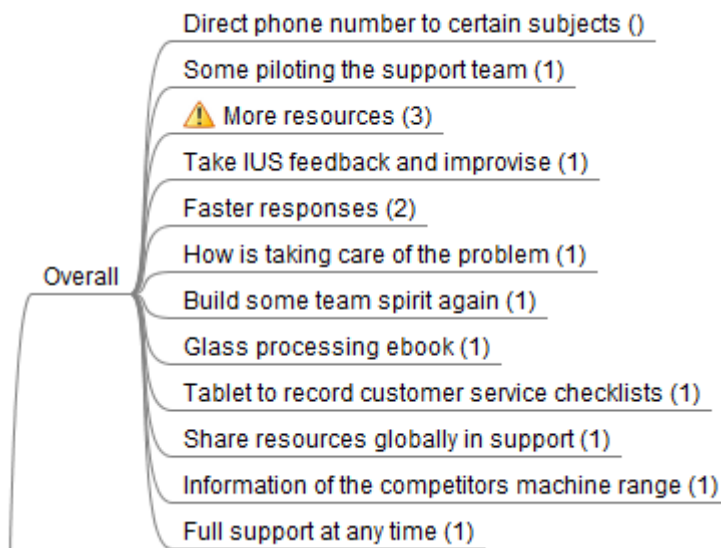 Direct phone number to certain subjects ()
Some piloting the support team (1)
More resources (3)
Take IUS feedback and improvise (1)
Faster responses (2)
How is taking care of the problem (1)
Overall
Build some team spirit again (1)
Glass processing ebook (1)
Tablet to record customer service checklists (1)
Share resources globally in support (1)
Information of the competitors machine range (1)
Full support at any time (1)